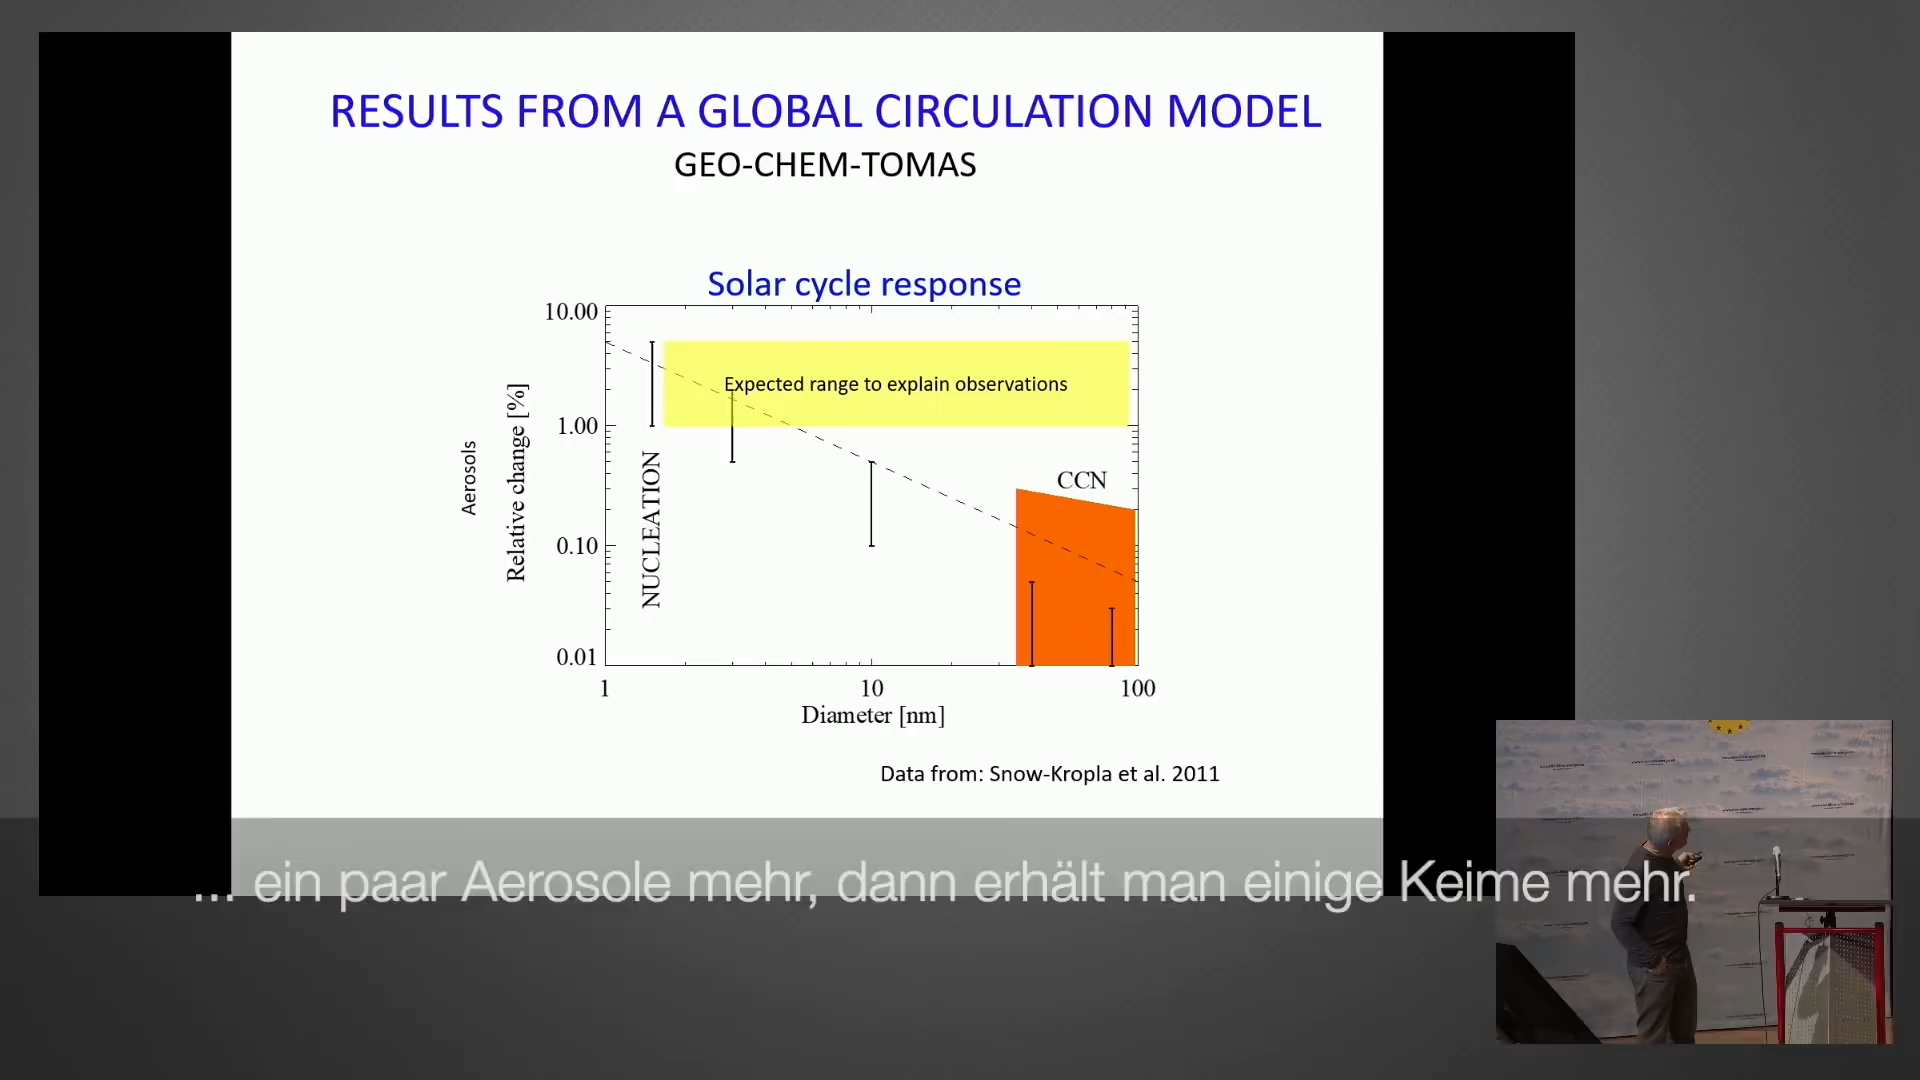 RESULTS FROM A GLOBAL CIRCULATION MODEL
GEO-CHEM-TOMAS
Solar cycle response
10.00
1.00
0.10
0.01
Aerosols
Relative change [%]
Expected range to explain observations
NUCLEATION
CCN
1 10 100
Diameter [nm]
Data from: Snow-Kropla et al. 2011
... ein paar Aerosole mehr, dann erhält man einige Keime mehr.